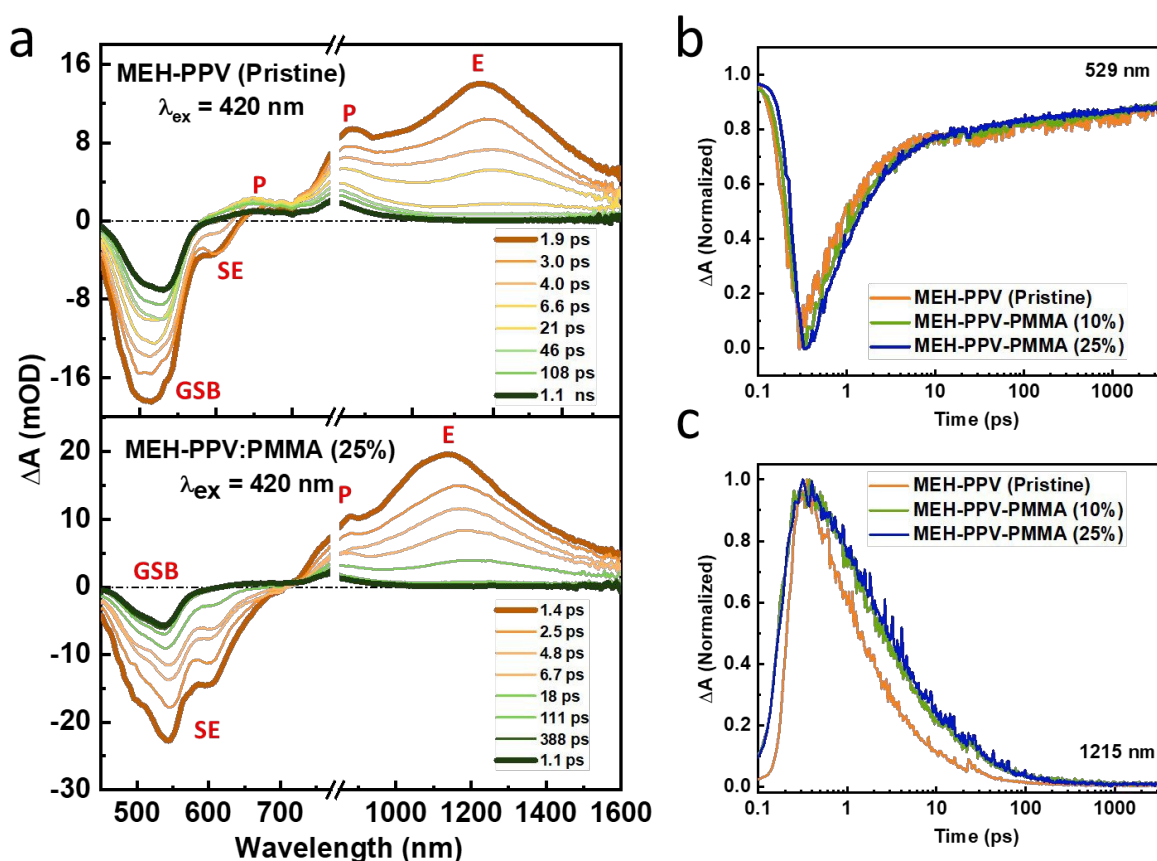 a
16
8
0
-8
-16
MEH-PPV (Pristine)
λex = 420 nm
P
P
E
SE
GSB
1.9 ps
3.0 ps
4.0 ps
6.6 ps
21 ps
46 ps
108 ps
1.1 ns
ΔA (mOD)
20
10
0
-10
-20
-30
MEH-PPV:PMMA (25%)
λex = 420 nm
E
P
GSB
SE
1.4 ps
2.5 ps
4.8 ps
6.7 ps
18 ps
111 ps
388 ps
1.1 ps
500 600 700 1000 1200 1400 1600
Wavelength (nm)
b
1.0
0.8
0.6
0.4
0.2
0.0
ΔA (Normalized)
529 nm
MEH-PPV (Pristine)
MEH-PPV-PMMA (10%)
MEH-PPV-PMMA (25%)
0.1 1 10 100 1000
Time (ps)
c
1.0
0.8
0.6
0.4
0.2
0.0
ΔA (Normalized)
MEH-PPV (Pristine)
MEH-PPV-PMMA (10%)
MEH-PPV-PMMA (25%)
1215 nm
0.1 1 10 100 1000
Time (ps)